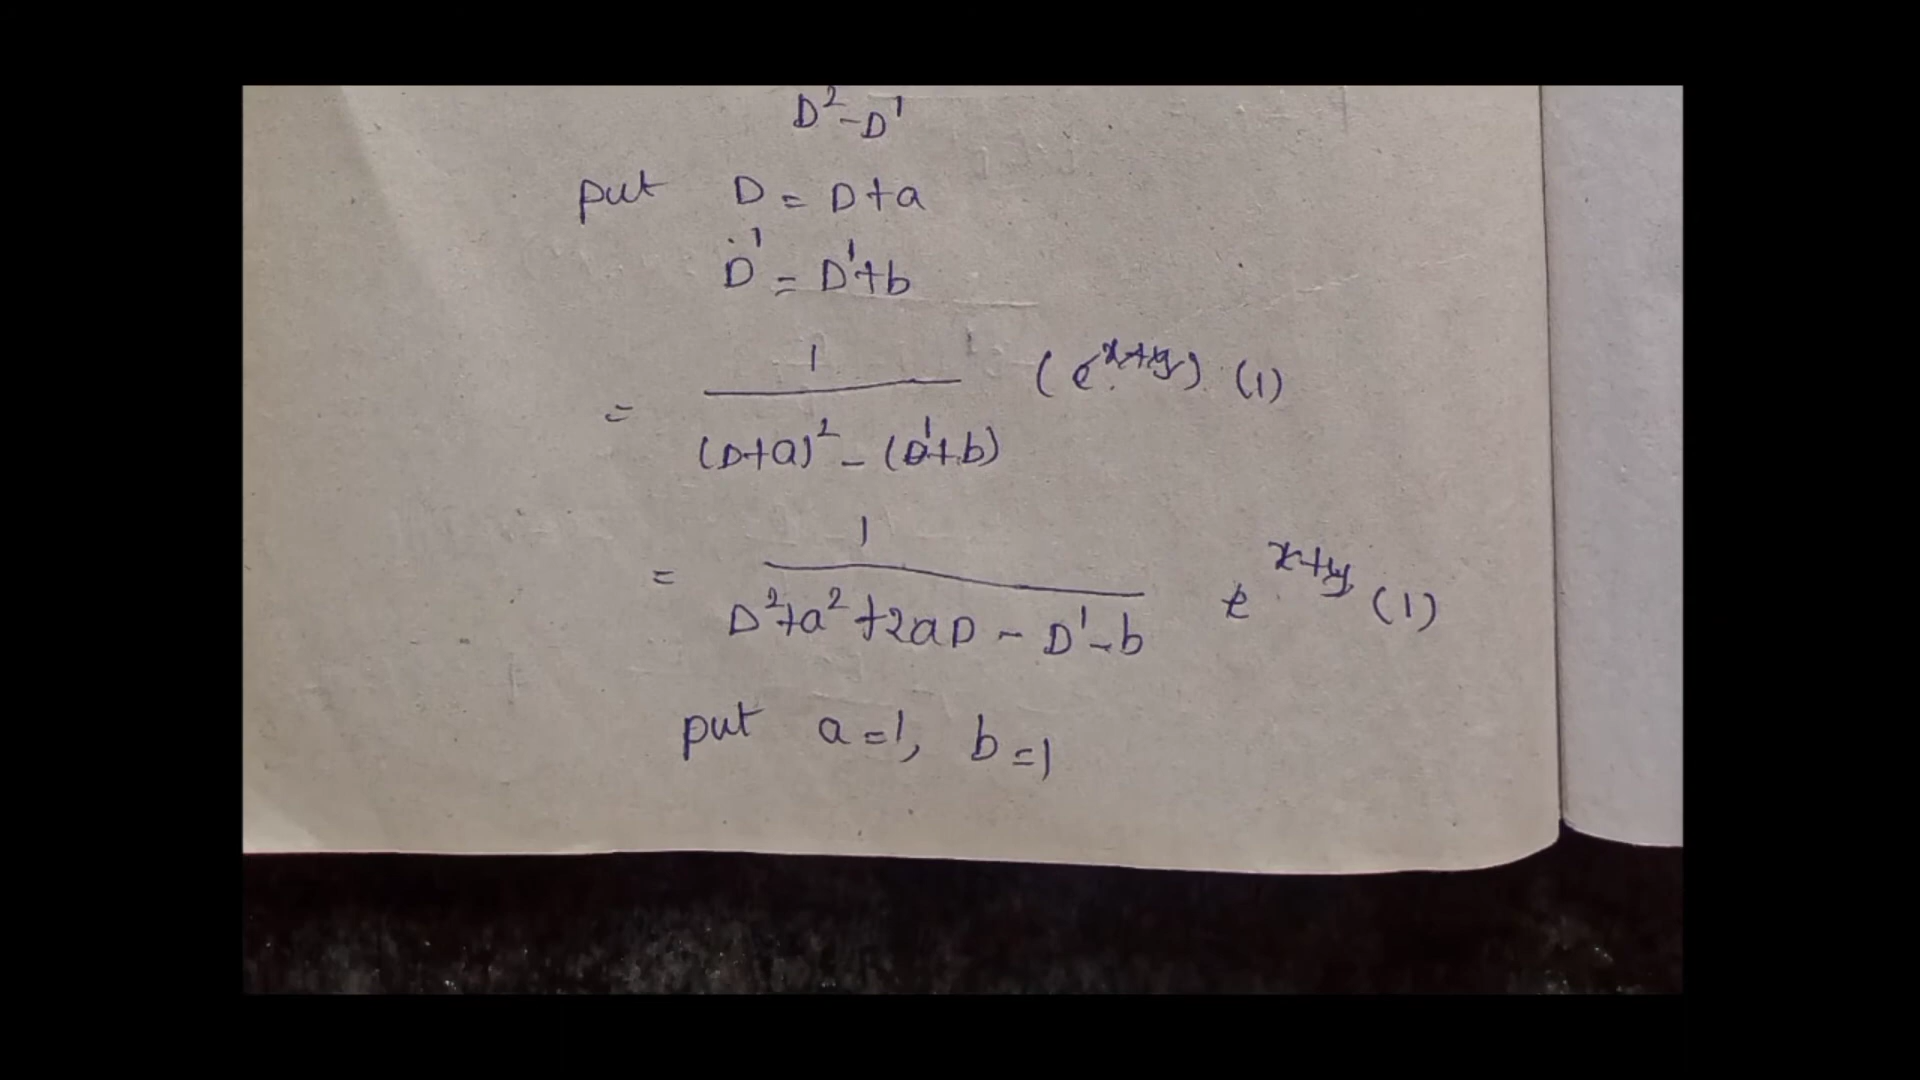 D²-D'
put D = D+a
D' = D'+b
1
= (e^{x+y}) (1)
(D+a)² - (D'+b)
1
= e^{x+y} (1)
D²+a²+2aD - D'-b
put a=1, b=1